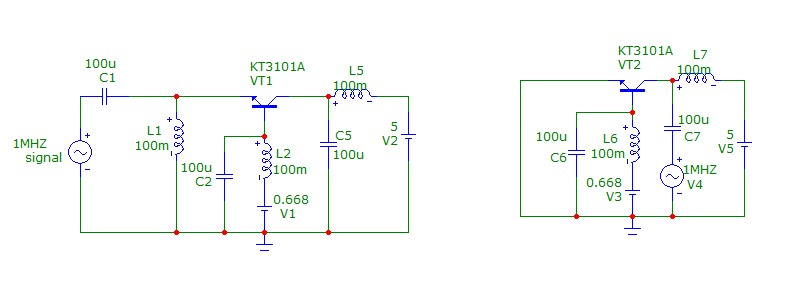 100u
C1
KT3101A
VT1
L5
100m
+
-
1MHZ
signal
+
-
L1
100m
+
-
100u
C2
+
L2
100m
-
0.668
V1
C5
100u
5
V2
KT3101A
VT2
L7
100m
+
-
100u
C6
+
L6
100m
-
0.668
V3
100u
C7
+
1MHZ
V4
-
5
V5